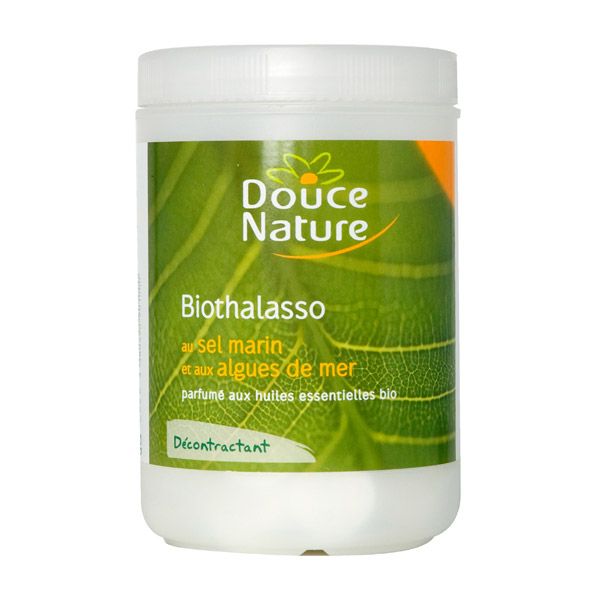 Douce
Nature
Biothalasso
au sel marin
et aux algues de mer
parfumé aux huiles essentielles bio
Décontractant